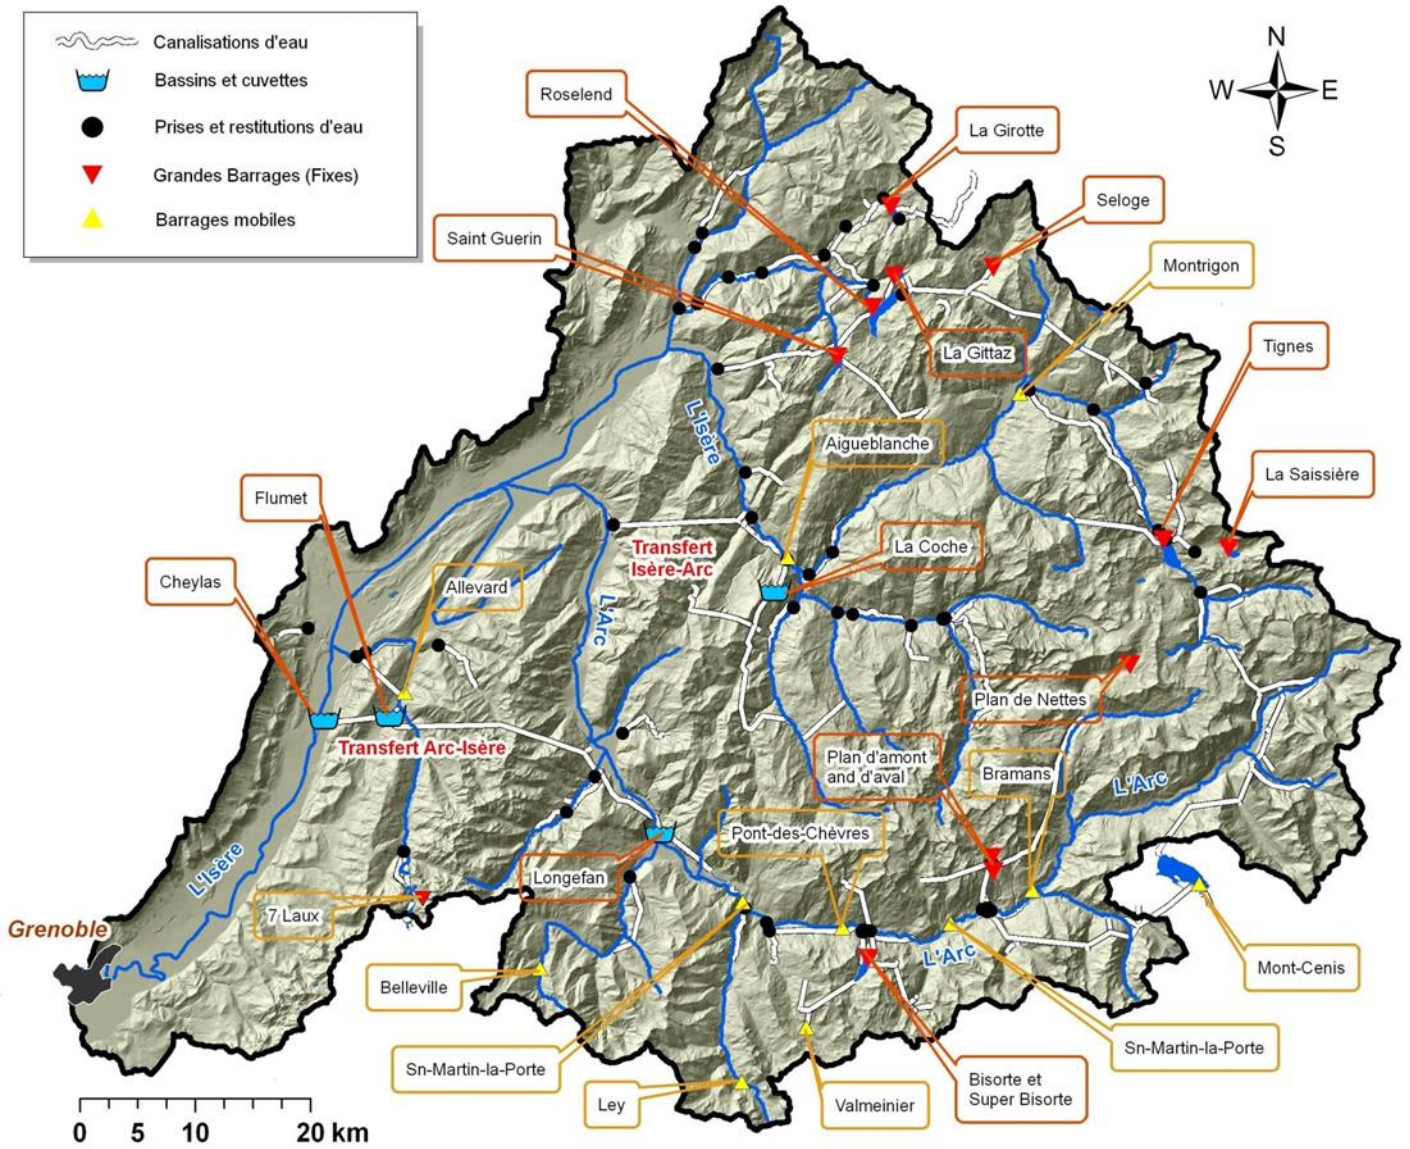 Canalisations d'eau
Bassins et cuvettes
Prises et restitutions d'eau
Grandes Barrages (Fixes)
Barrages mobiles
N
W
E
S
Roselend
La Girotte
Seloge
Saint Guerin
Montrigon
La Gittaz
Tignes
L'Isère
Aigueblanche
La Saissière
Flumet
La Coche
Transfert
Isère-Arc
Cheylas
Allevard
L'Arc
Plan de Nettes
Transfert Arc-Isère
Plan d'amont
and d'aval
Bramans
L'Arc
Pont-des-Chèvres
L'Isère
Longefan
7 Laux
Grenoble
L'Arc
Mont-Cenis
Belleville
Sn-Martin-la-Porte
Sn-Martin-la-Porte
Bisorte et
Super Bisorte
Ley
Valmeinier
0 5 10 20 km